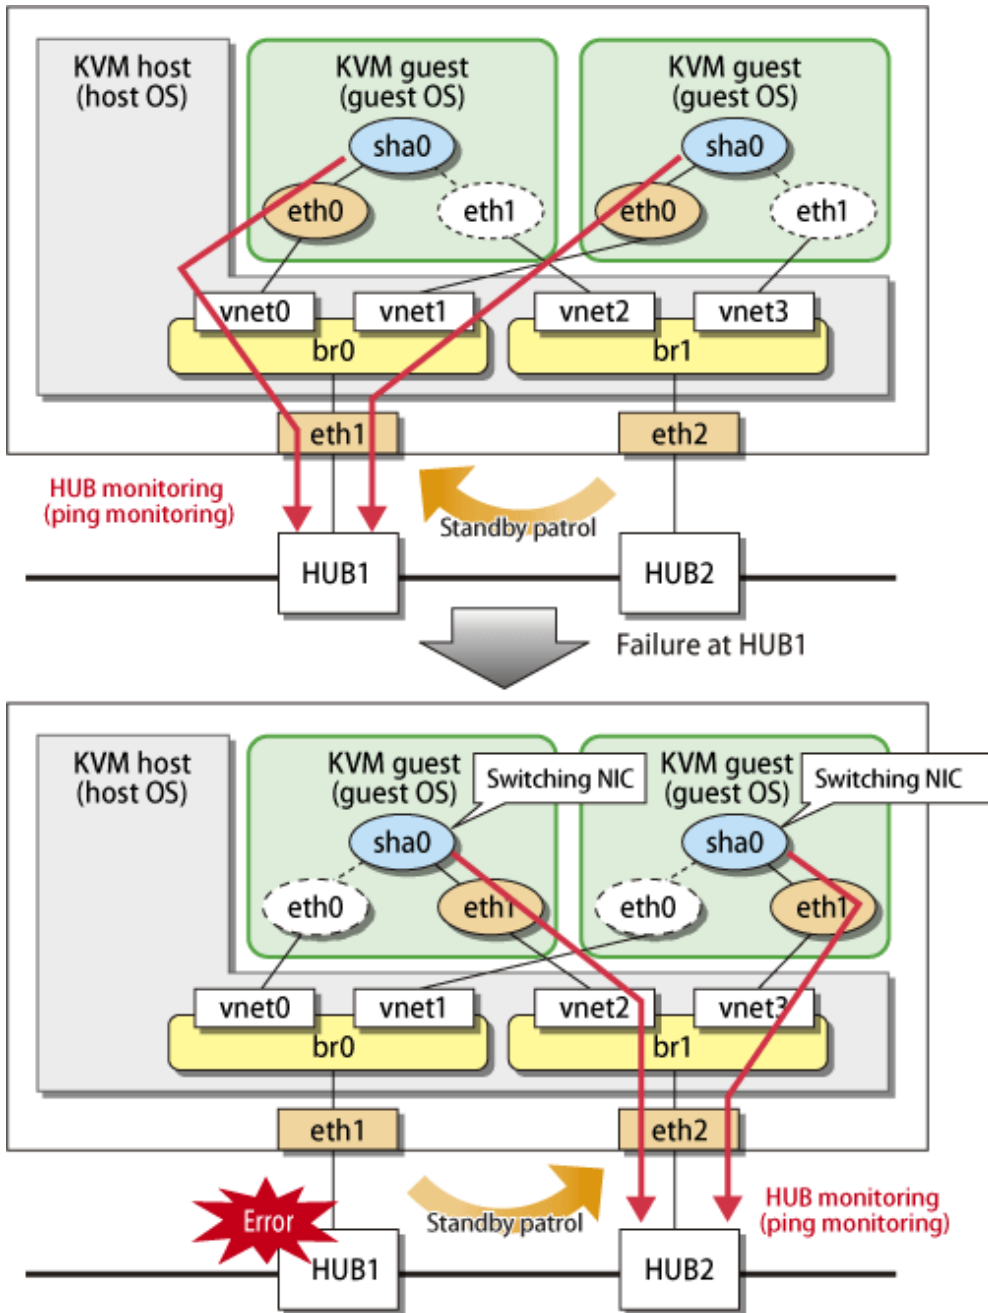 KVM host
(host OS)
KVM guest
(guest OS)
KVM guest
(guest OS)
sha0
sha0
eth0
eth1
eth0
eth1
vnet0
vnet1
vnet2
vnet3
br0
br1
eth1
eth2
HUB monitoring
(ping monitoring)
Standby patrol
HUB1
HUB2
Failure at HUB1
KVM host
(host OS)
KVM guest
(guest OS)
Switching NIC
KVM guest
(guest OS)
Switching NIC
sha0
sha0
eth0
eth1
eth0
eth1
vnet0
vnet1
vnet2
vnet3
br0
br1
eth1
eth2
Error
Standby patrol
HUB monitoring
(ping monitoring)
HUB1
HUB2